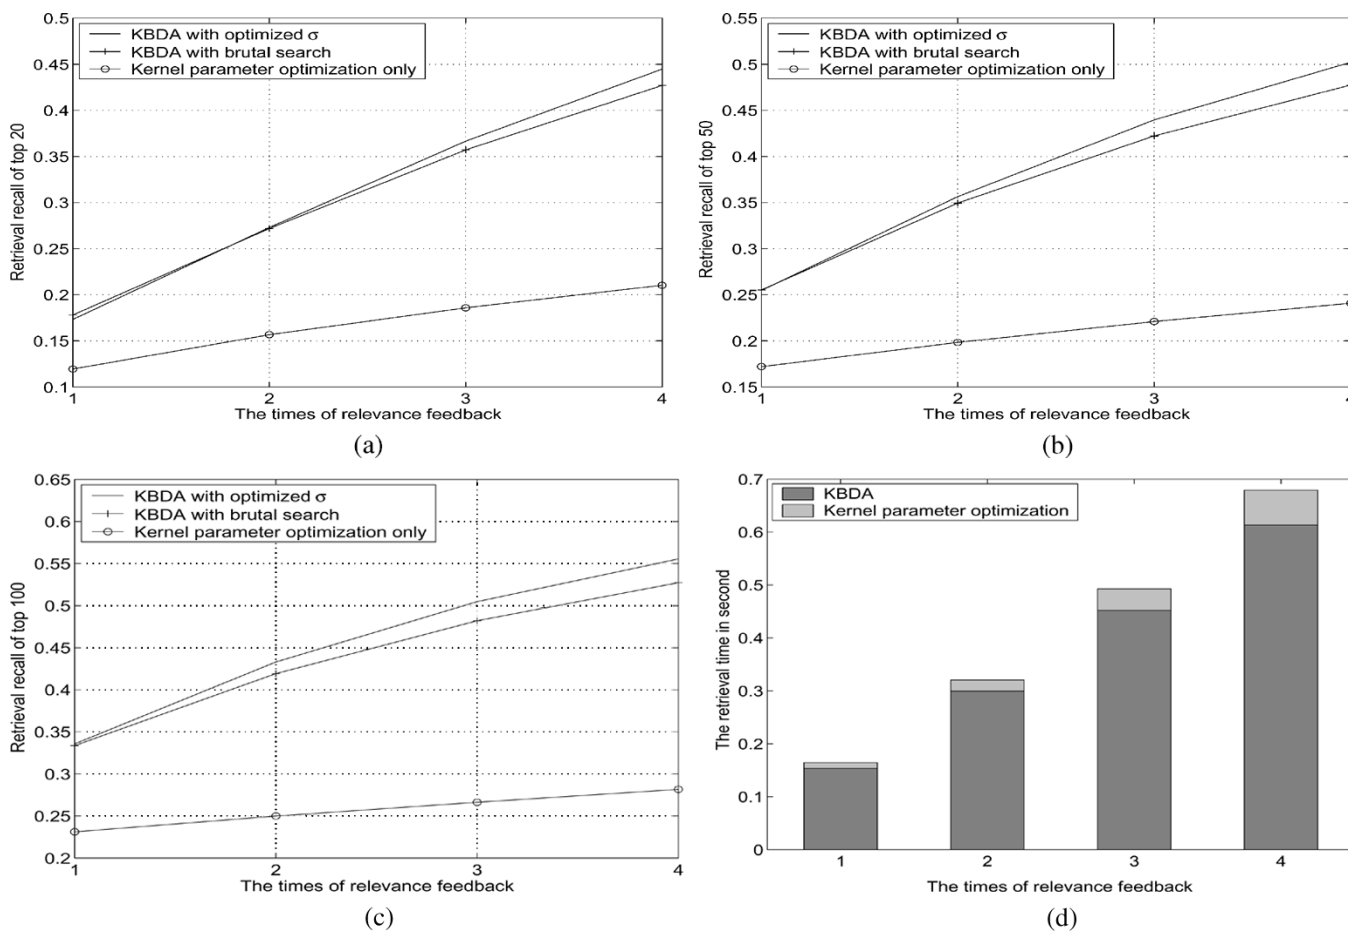 0.5
0.45
0.4
0.35
0.3
0.25
0.2
0.15
0.1
Retrieval recall of top 20
KBDA with optimized σ
KBDA with brutal search
Kernel parameter optimization only
1 2 3 4
The times of relevance feedback
(a)
0.55
0.5
0.45
0.4
0.35
0.3
0.25
0.2
0.15
Retrieval recall of top 50
KBDA with optimized σ
KBDA with brutal search
Kernel parameter optimization only
1 2 3 4
The times of relevance feedback
(b)
0.65
0.6
0.55
0.5
0.45
0.4
0.35
0.3
0.25
0.2
Retrieval recall of top 100
KBDA with optimized σ
KBDA with brutal search
Kernel parameter optimization only
1 2 3 4
The times of relevance feedback
(c)
0.7
0.6
0.5
0.4
0.3
0.2
0.1
0
The retrieval time in second
KBDA
Kernel parameter optimization
1 2 3 4
The times of relevance feedback
(d)